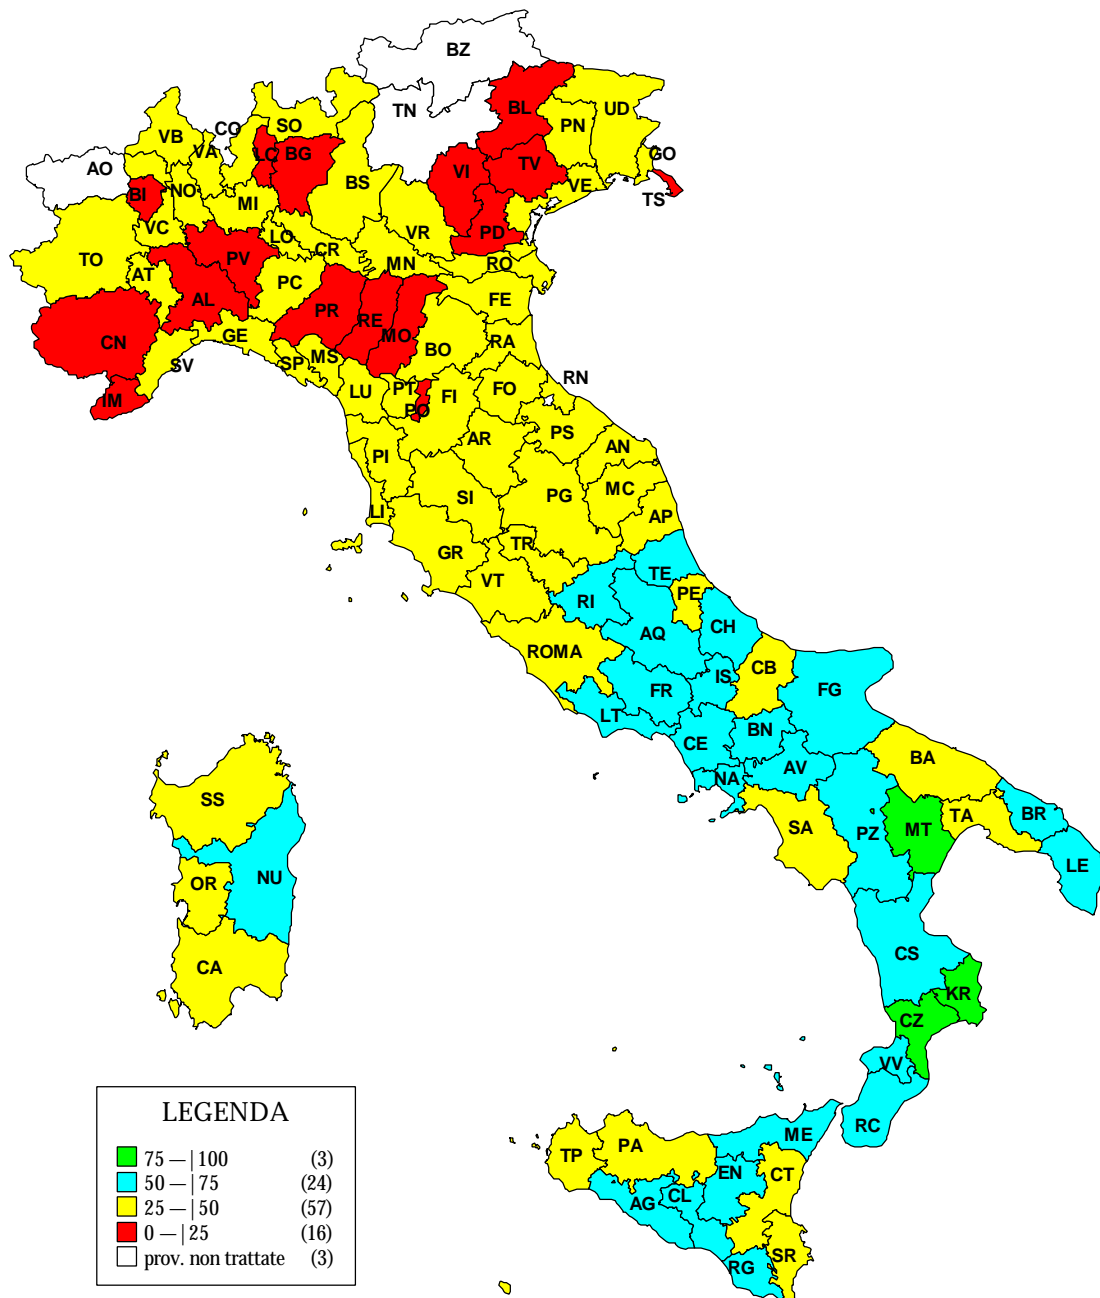 BZ
TN
BL
UD
PN
CO
SO
VB
VA
LC
BG
AO
VI
TV
GO
BS
BI
NO
VE
TS
MI
VC
PD
LO
VR
CR
PV
TO
AT
MN
RO
PC
AL
PR
FE
RE
MO
GE
CN
RA
BO
MS
SP
SV
RN
LU
PT
FI
FO
IM
PO
PS
AR
AN
PI
MC
SI
PG
LI
AP
TR
GR
VT
TE
PE
RI
CH
AQ
ROMA
CB
IS
FR
FG
LT
BN
CE
BA
AV
NA
SS
TA
BR
SA
MT
PZ
LE
OR
NU
CS
CA
KR
CZ
VV
RC
ME
PA
TP
EN
CT
CL
AG
SR
RG
LEGENDA
75 —| 100 (3)
50 —| 75 (24)
25 —| 50 (57)
0 —| 25 (16)
prov. non trattate (3)